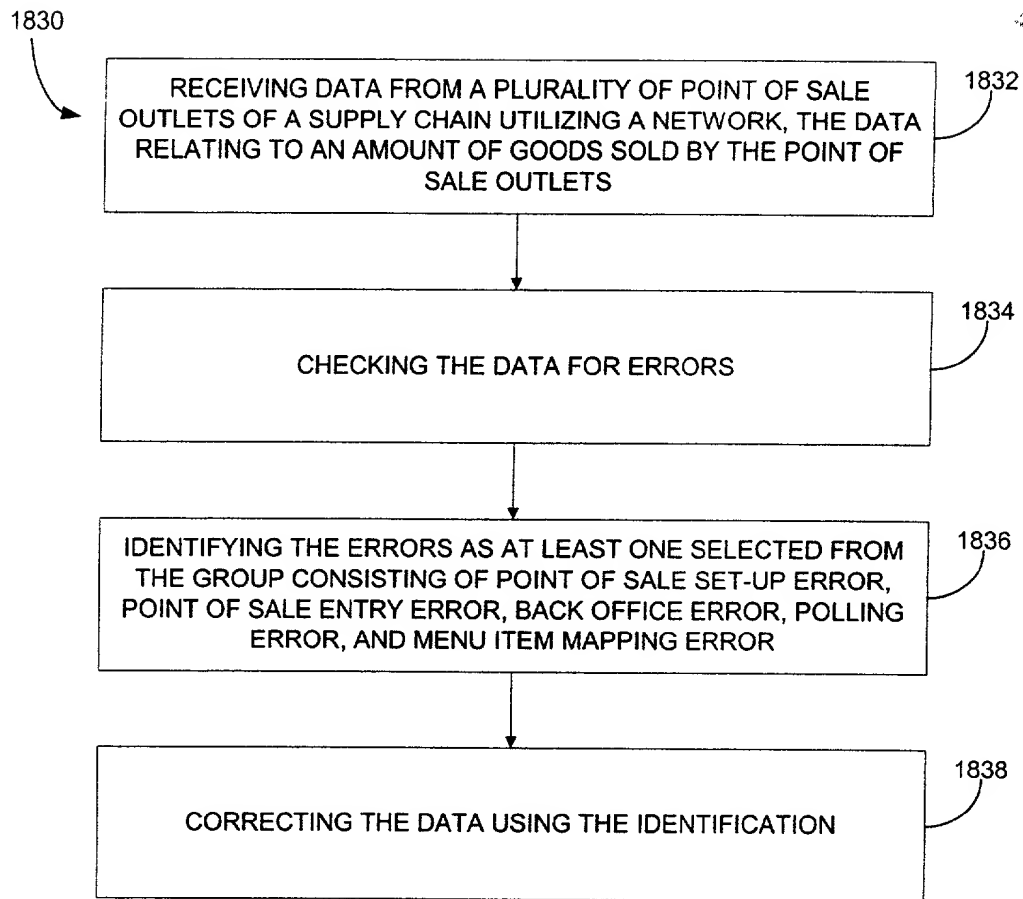 1830
RECEIVING DATA FROM A PLURALITY OF POINT OF SALE
OUTLETS OF A SUPPLY CHAIN UTILIZING A NETWORK, THE DATA
RELATING TO AN AMOUNT OF GOODS SOLD BY THE POINT OF
SALE OUTLETS
1832
CHECKING THE DATA FOR ERRORS
1834
IDENTIFYING THE ERRORS AS AT LEAST ONE SELECTED FROM
THE GROUP CONSISTING OF POINT OF SALE SET-UP ERROR,
POINT OF SALE ENTRY ERROR, BACK OFFICE ERROR, POLLING
ERROR, AND MENU ITEM MAPPING ERROR
1836
CORRECTING THE DATA USING THE IDENTIFICATION
1838